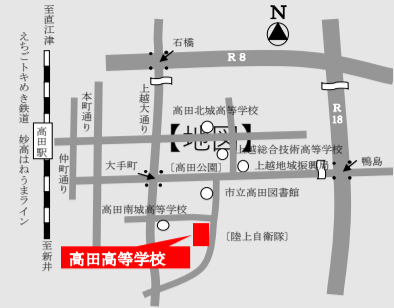 至直江津
えちごトキめき鉄道 妙高はねうまライン
高田駅
至新井
仲町通り
本町通り
上越大通り
石橋
R 8
N
R 18
高田北城高等学校
【地図】
上越総合技術高等学校
大手町
〔高田公園〕
上越地域振興局
鴨島
市立高田図書館
高田南城高等学校
〔陸上自衛隊〕
高田高等学校